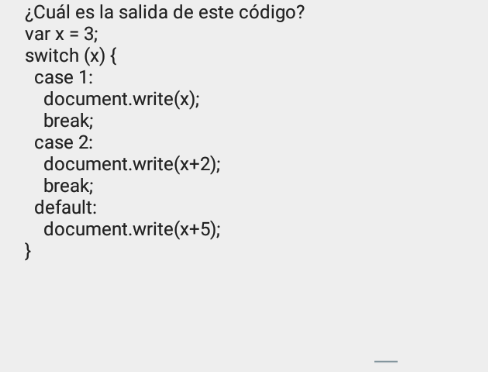 ¿Cuál es la salida de este código?
var x = 3;
switch (x) {
case 1:
document.write(x);
break;
case 2:
document.write(x+2);
break;
default:
document.write(x+5);
}